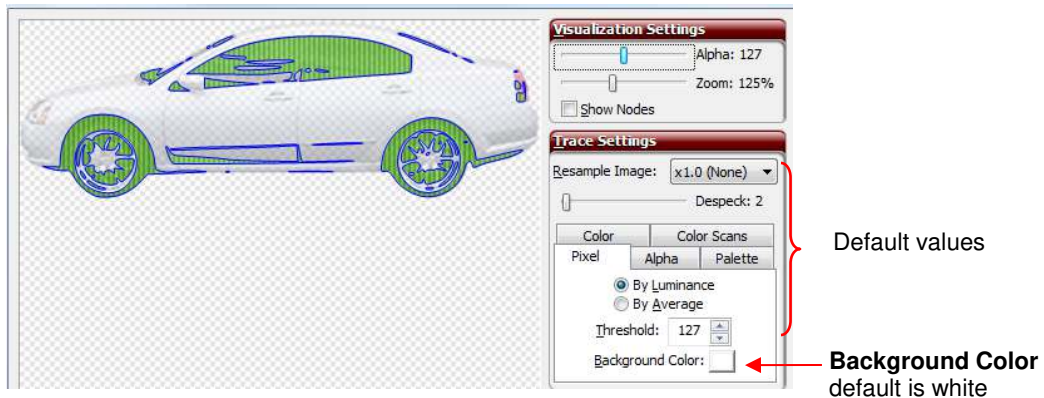 Visualization Settings
Alpha: 127
Zoom: 125%
Show Nodes
Trace Settings
Resample Image: x1.0 (None)
Despeck: 2
Color Color Scans
Pixel Alpha Palette
By Luminance
By Average
Threshold: 127
Background Color:
Default values
Background Color
default is white